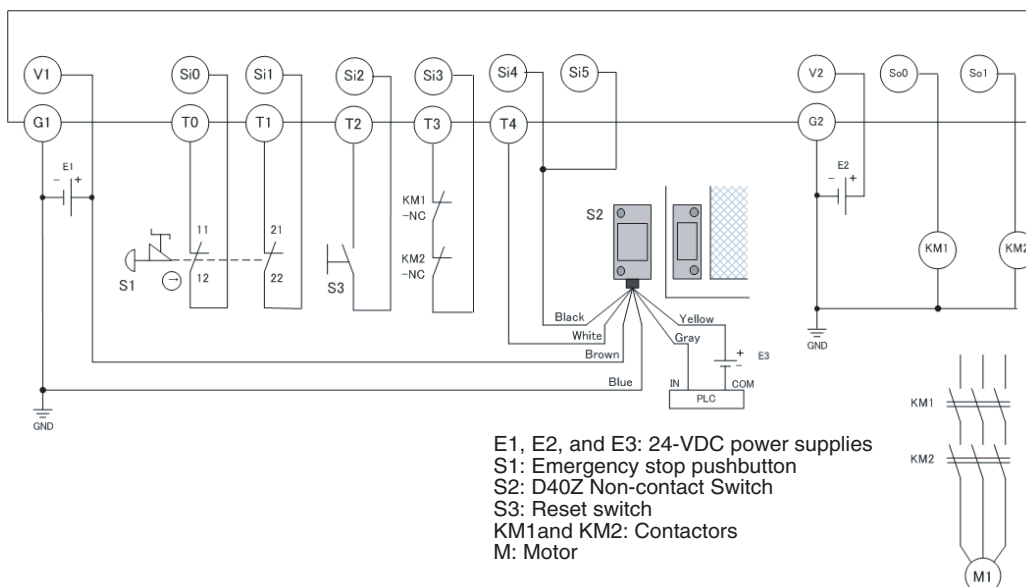 V1 Si0 Si1 Si2 Si3 Si4 Si5 V2 So0 So1
G1 T0 T1 T2 T3 T4 G2
E1
- +
E2
- +
KM1
-NC
KM2
-NC
S1
11
12
21
22
S3
S2
KM1
KM2
Black
White
Brown
Blue
Yellow
Gray
+
-
E3
IN COM
PLC
GND
GND
KM1
KM2
M1
E1, E2, and E3: 24-VDC power supplies
S1: Emergency stop pushbutton
S2: D40Z Non-contact Switch
S3: Reset switch
KM1and KM2: Contactors
M: Motor